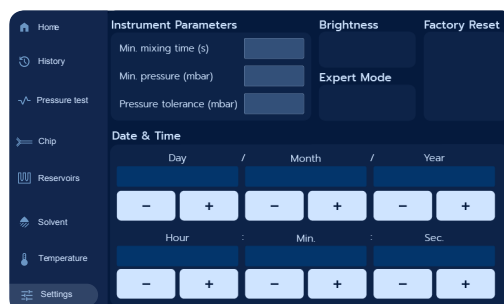 Home
History
Pressure test
Chip
Reservoirs
Solvent
Temperature
Settings
Instrument Parameters
Min. mixing time (s)
Min. pressure (mbar)
Pressure tolerance (mbar)
Brightness
Expert Mode
Factory Reset
Date & Time
Day / Month / Year
− + − + − +
Hour : Min. : Sec.
− + − + − +